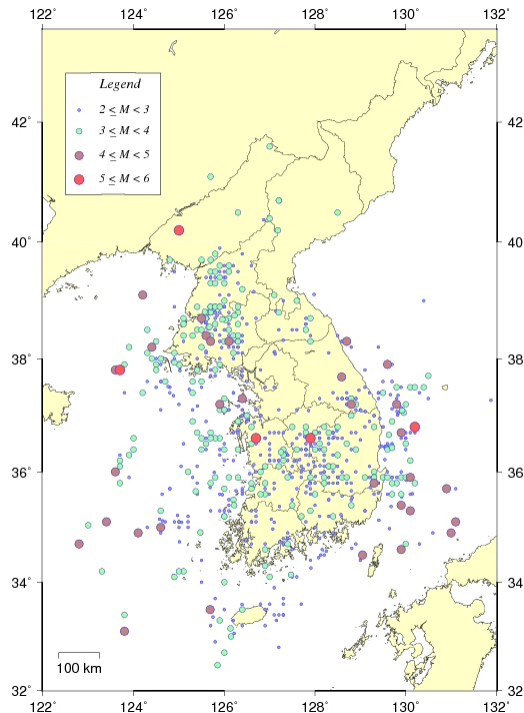 122˚ 124˚ 126˚ 128˚ 130˚ 132˚
Legend
2 ≤ M < 3
3 ≤ M < 4
4 ≤ M < 5
5 ≤ M < 6
42˚ 42˚
40˚ 40˚
38˚ 38˚
36˚ 36˚
34˚ 34˚
100 km
32˚ 32˚
122˚ 124˚ 126˚ 128˚ 130˚ 132˚